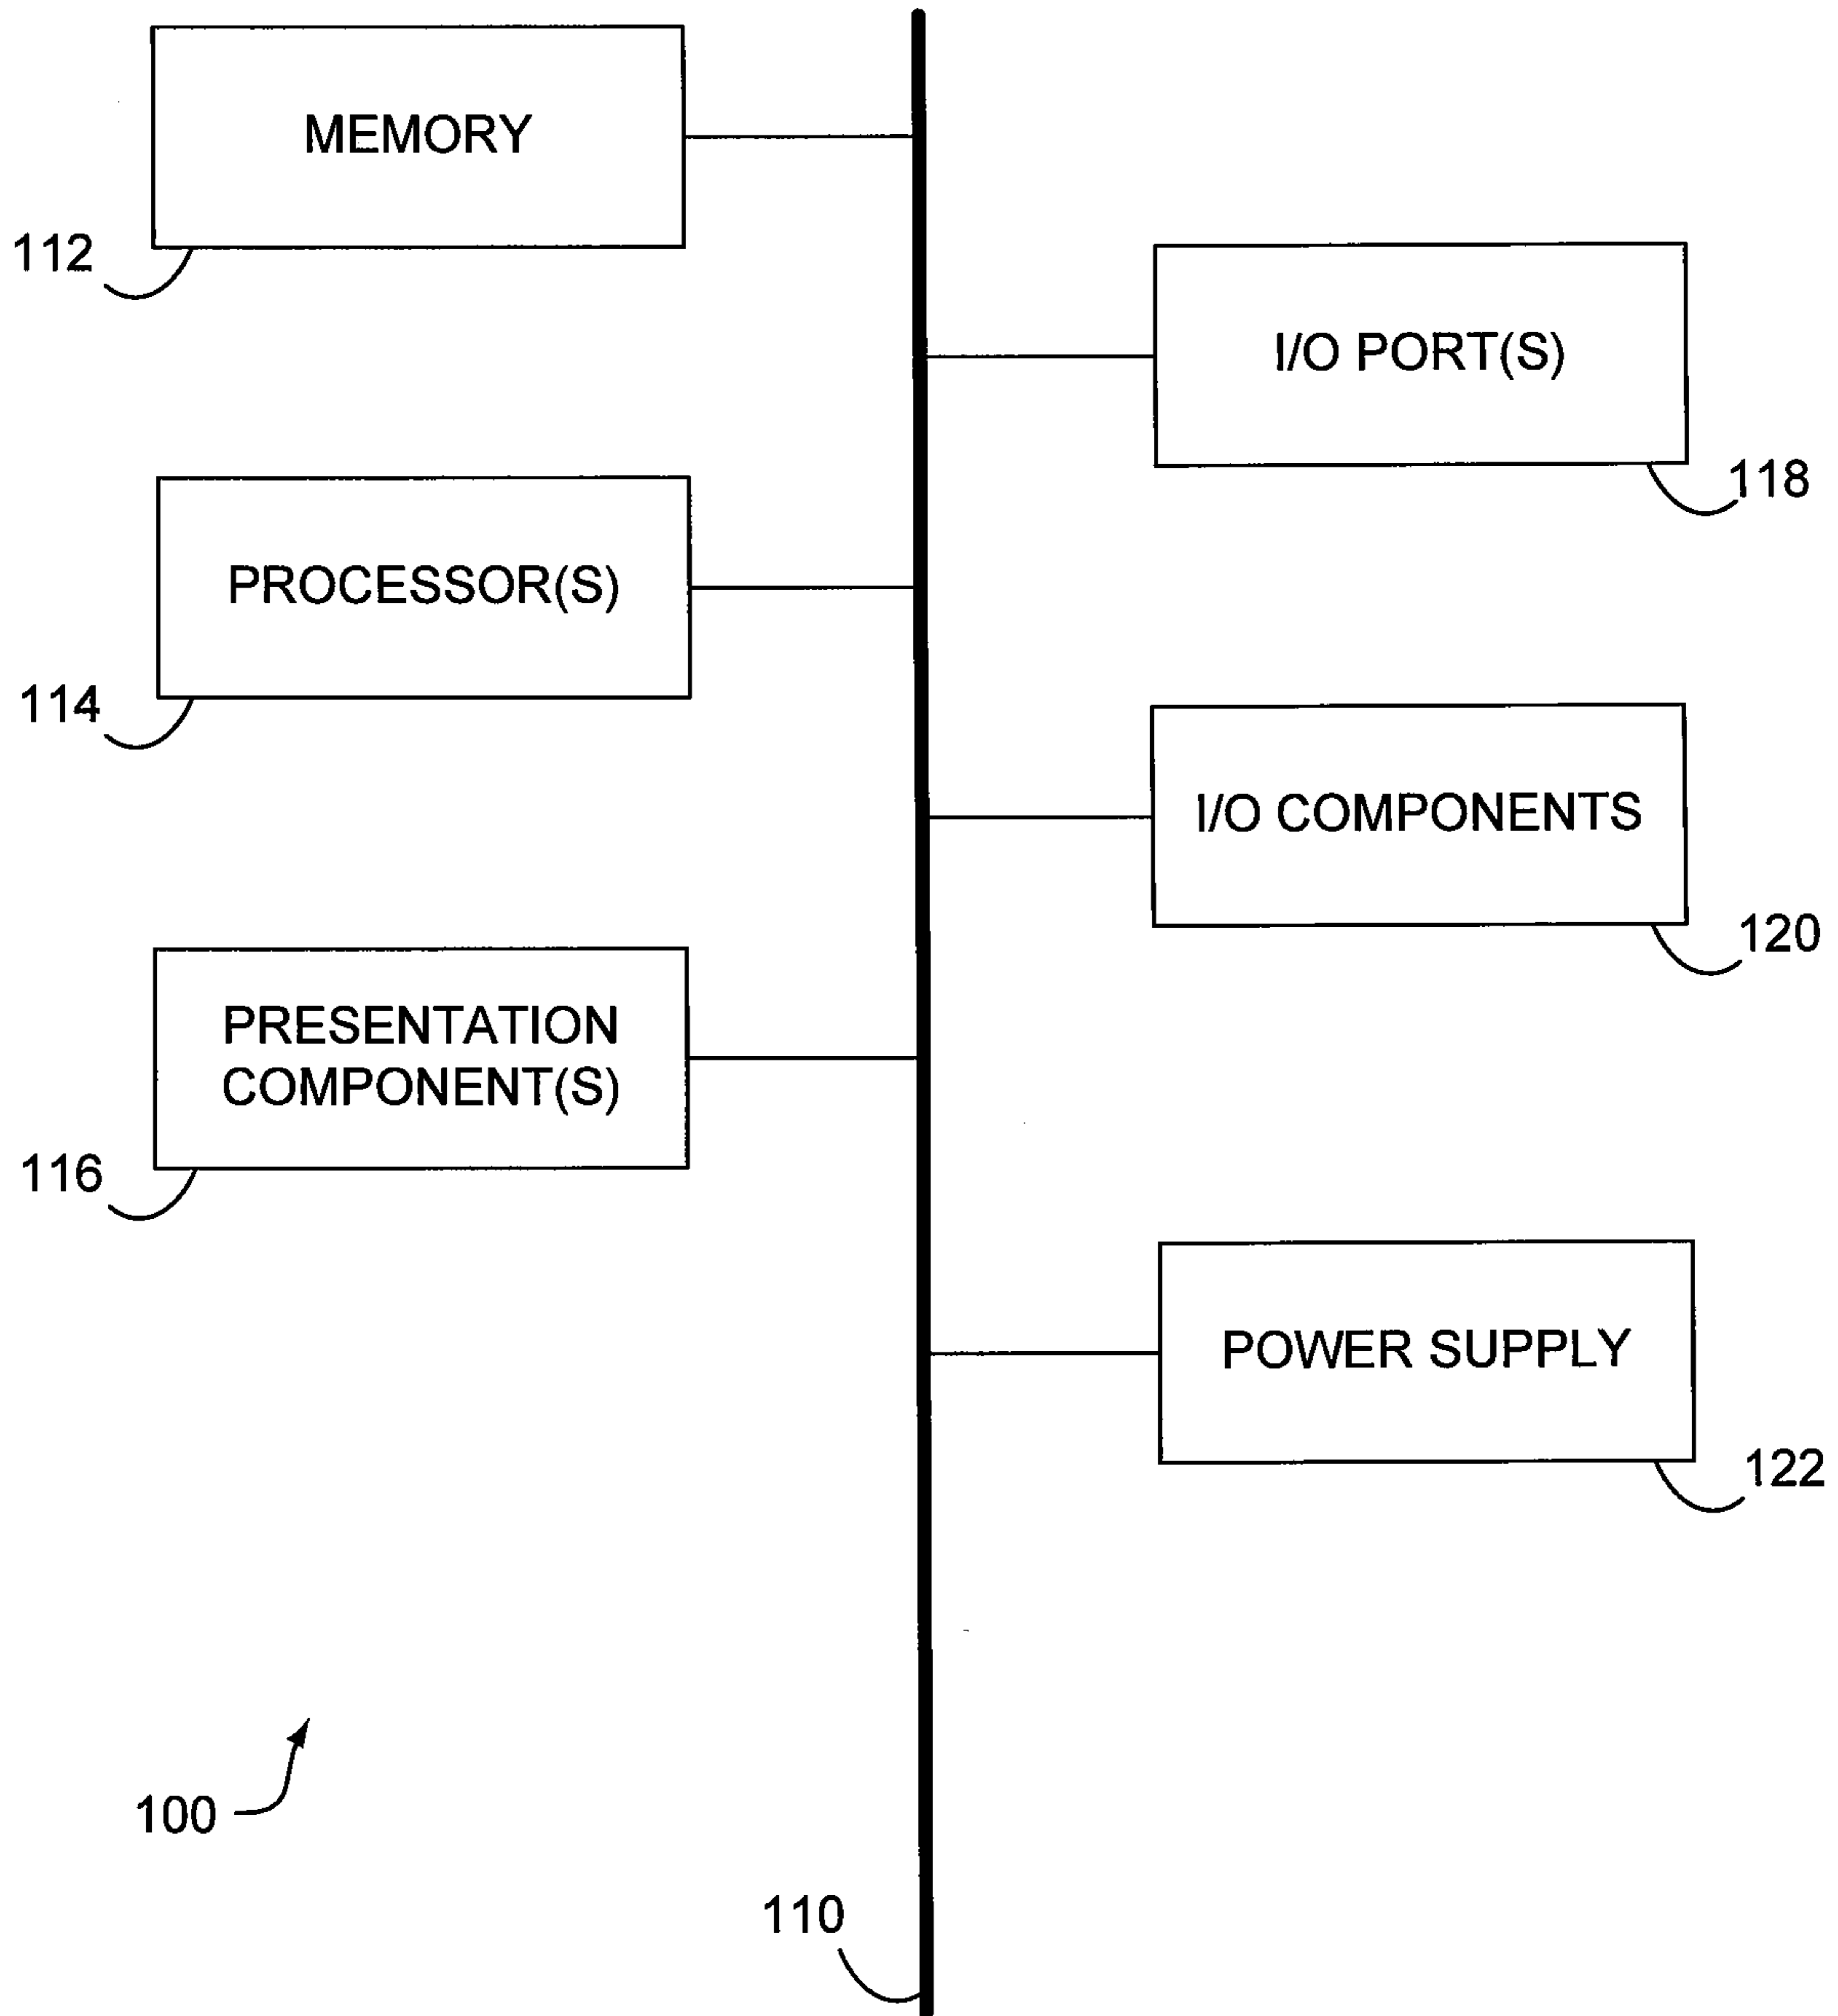 MEMORY
112
I/O PORT(S)
118
PROCESSOR(S)
114
I/O COMPONENTS
120
PRESENTATION
COMPONENT(S)
116
POWER SUPPLY
122
100
110